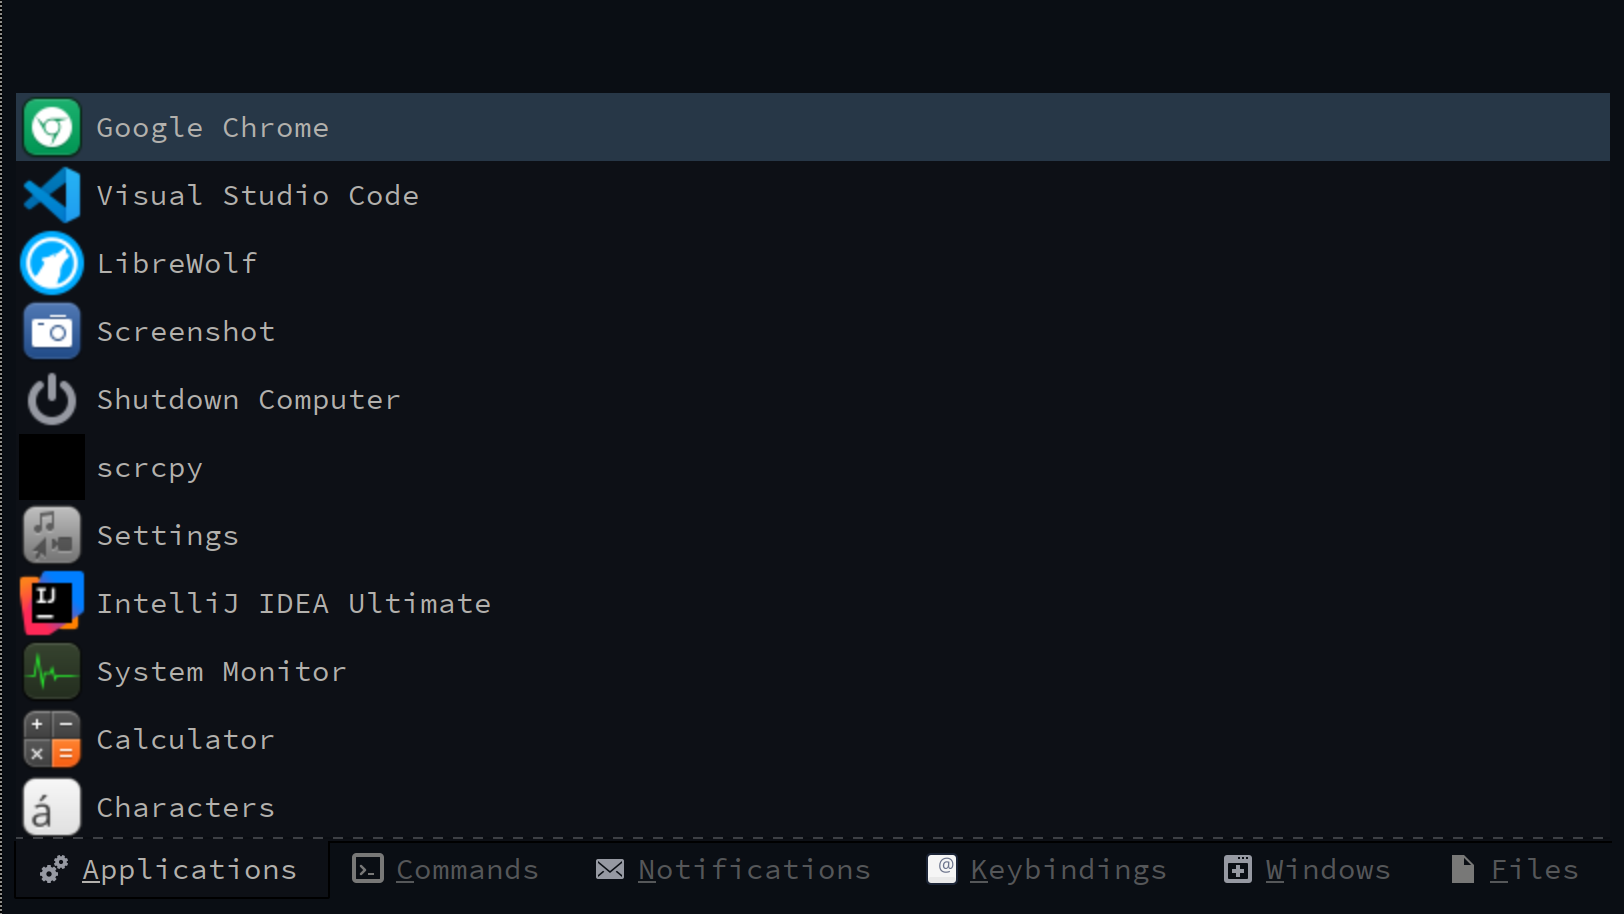 Google Chrome
Visual Studio Code
LibreWolf
Screenshot
Shutdown Computer
scrcpy
Settings
IJ
IntelliJ IDEA Ultimate
System Monitor
Calculator
á
Characters
Applications Commands Notifications @ Keybindings Windows Files